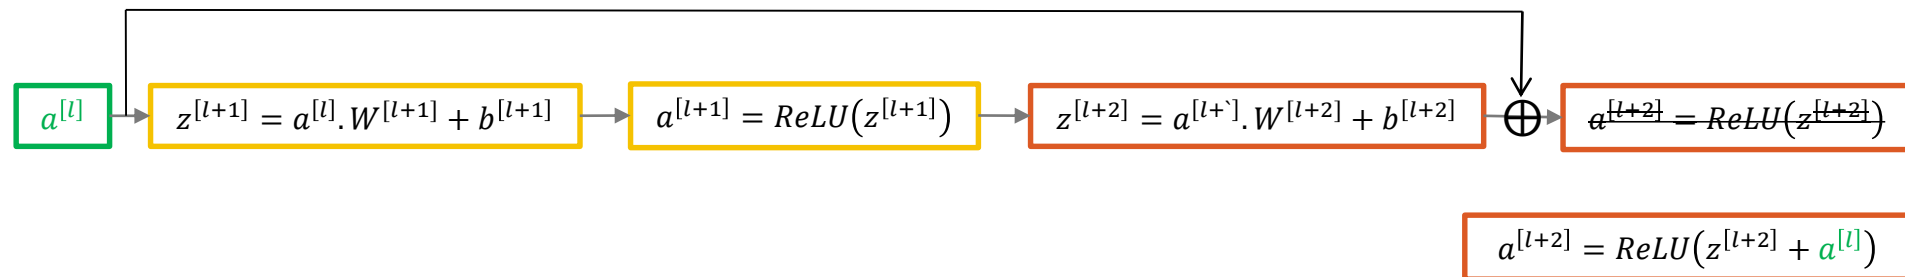 a^[l]
z^[l+1] = a^[l].W^[l+1] + b^[l+1]
a^[l+1] = ReLU(z^[l+1])
z^[l+2] = a^[l+`].W^[l+2] + b^[l+2]
a^[l+2] = ReLU(z^[l+2])
a^[l+2] = ReLU(z^[l+2] + a^[l])